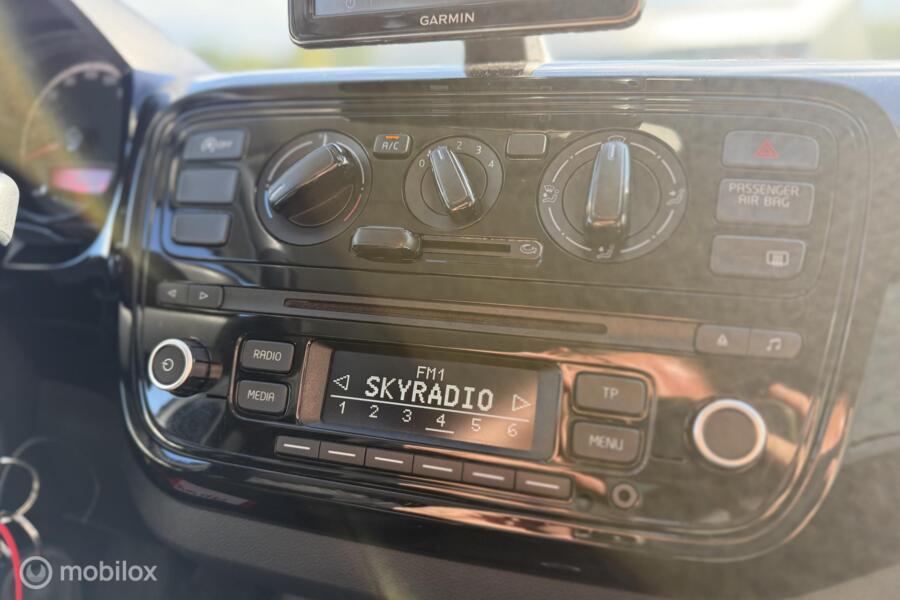 GARMIN
OFF
A/C
0 2 3 4
PASSENGER
AIR BAG
RADIO
MEDIA
FM1
SKYRADIO
1 2 3 4 5 6
TP
MENU
mobilox